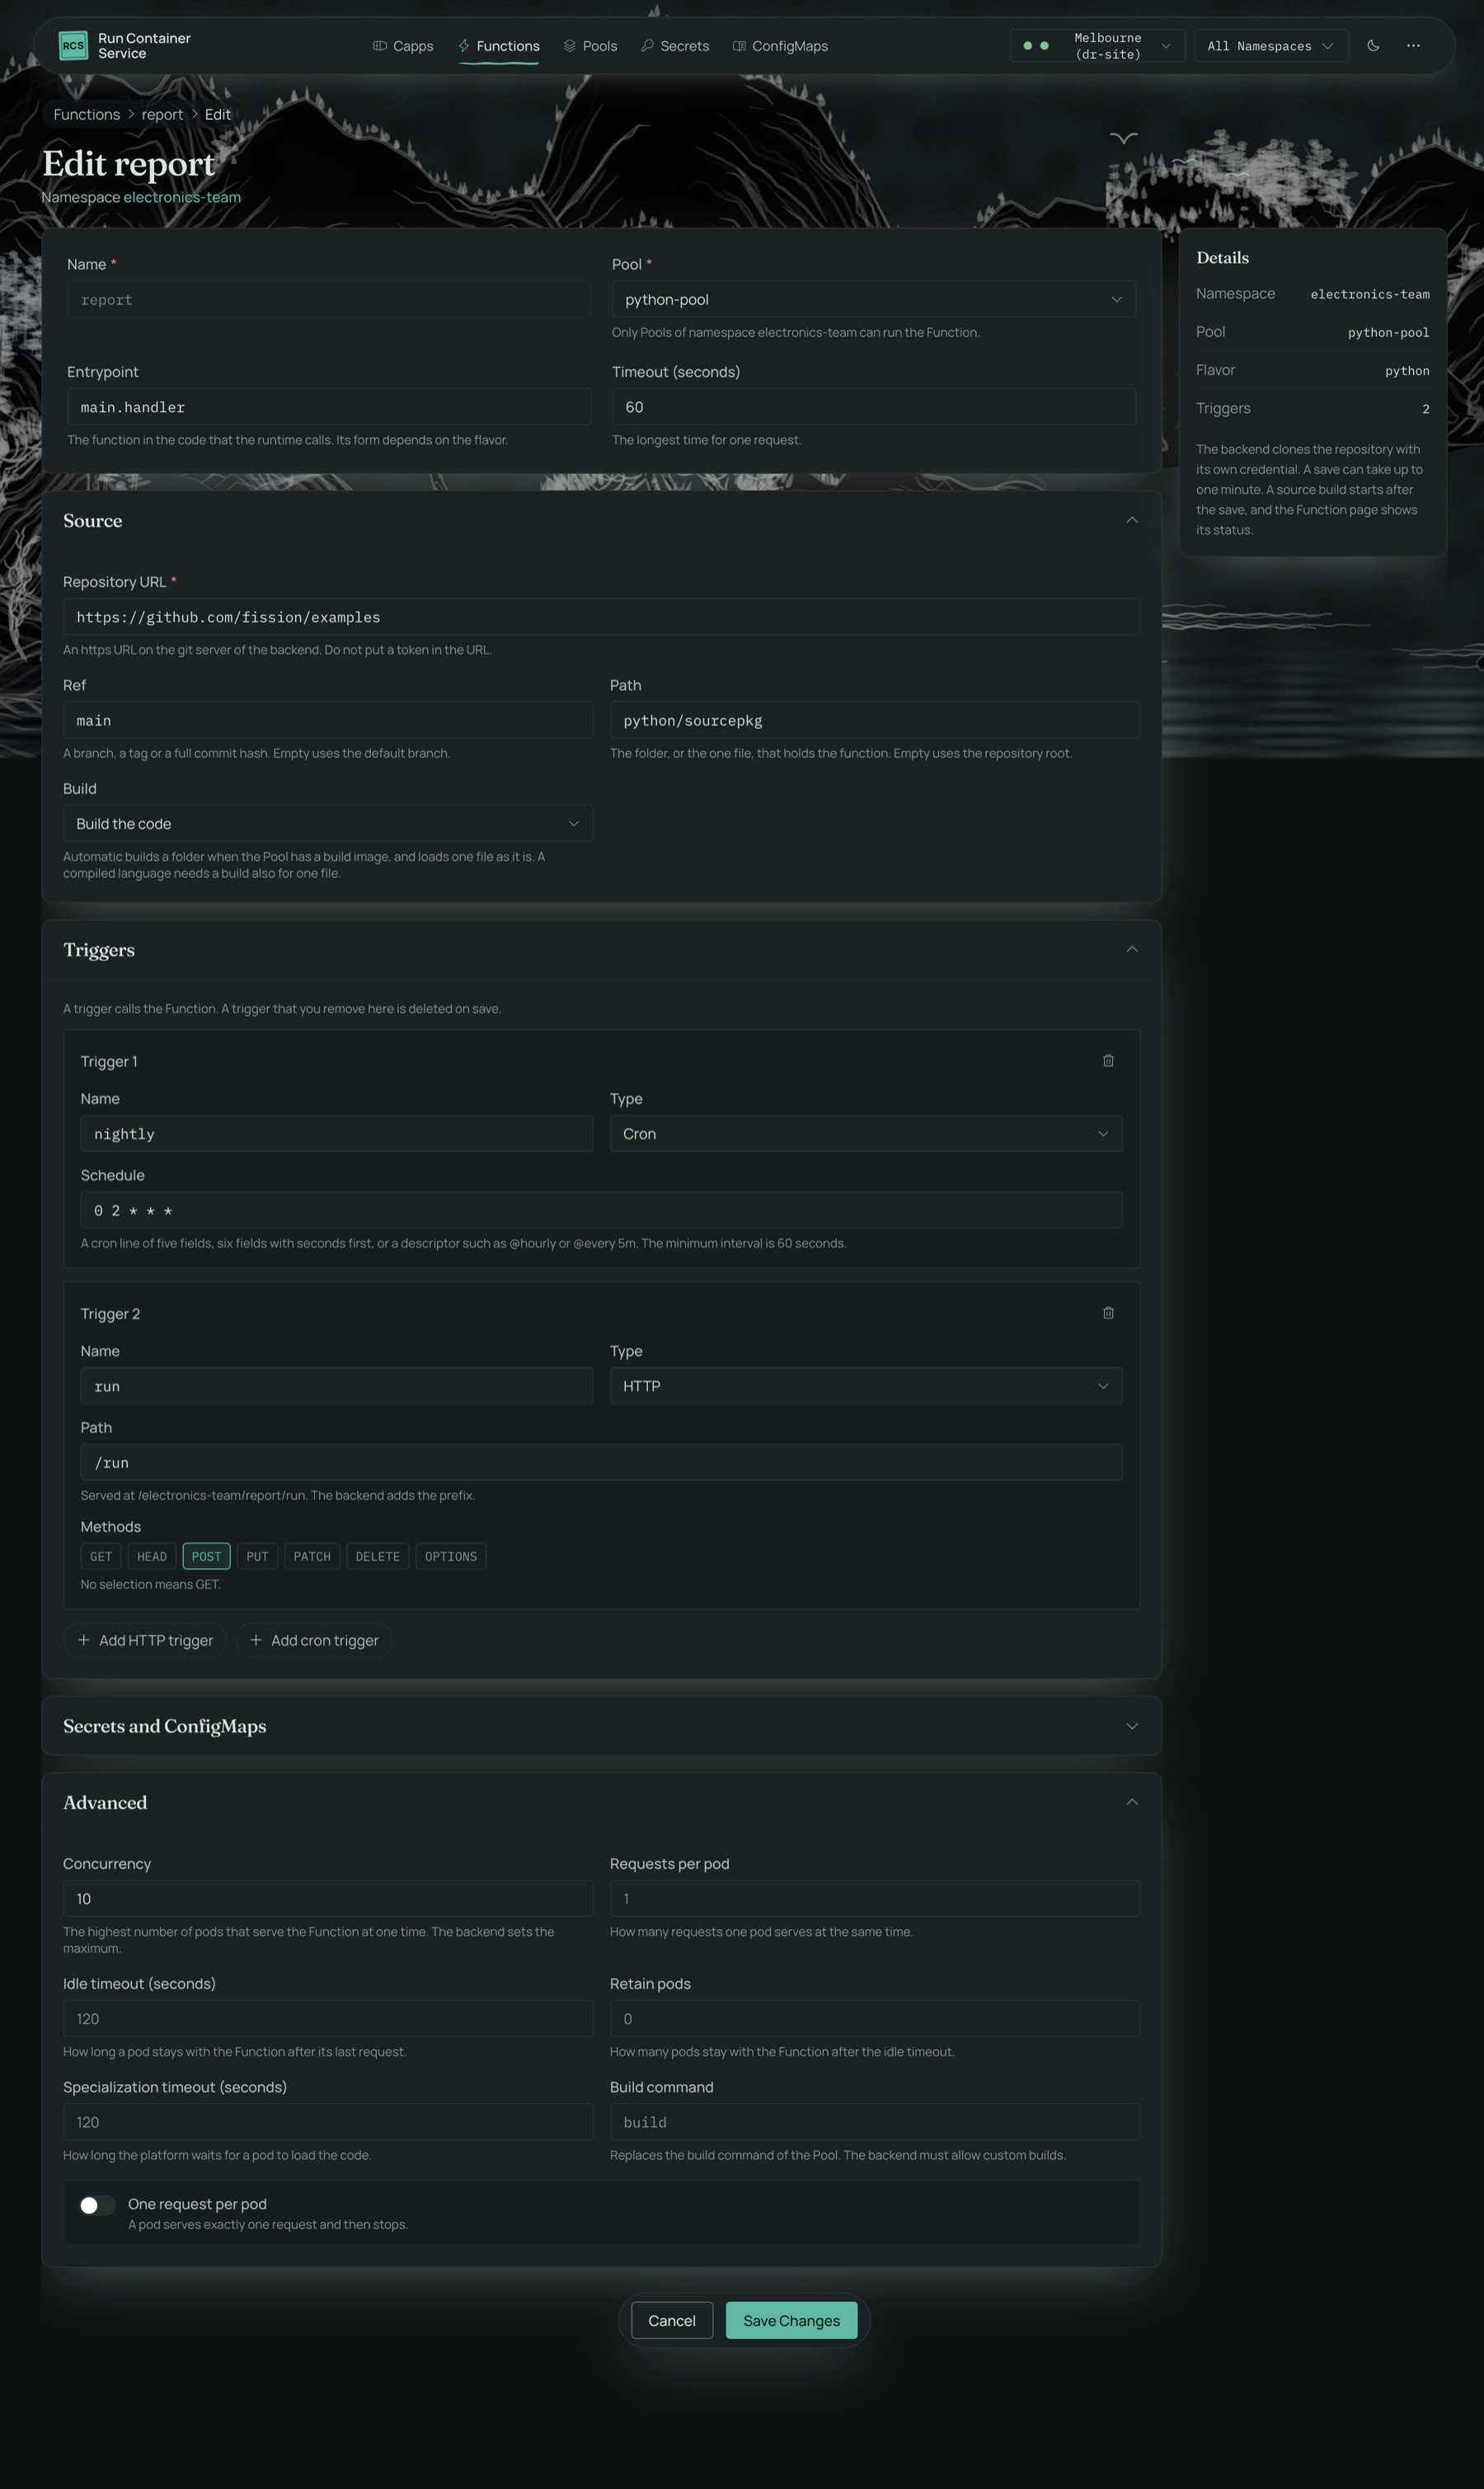 RCS
Run Container
Service
Capps
Functions
Pools
Secrets
ConfigMaps
Melbourne
(dr-site)
All Namespaces
Functions
report
Edit
Edit report
Namespace electronics-team
Name *
report
Pool *
python-pool
Only Pools of namespace electronics-team can run the Function.
Entrypoint
main.handler
The function in the code that the runtime calls. Its form depends on the flavor.
Timeout (seconds)
60
The longest time for one request.
Details
Namespace electronics-team
Pool python-pool
Flavor python
Triggers 2
The backend clones the repository with
its own credential. A save can take up to
one minute. A source build starts after
the save, and the Function page shows
its status.
Source
Repository URL *
https://github.com/fission/examples
An https URL on the git server of the backend. Do not put a token in the URL.
Ref
main
A branch, a tag or a full commit hash. Empty uses the default branch.
Path
python/sourcepkg
The folder, or the one file, that holds the function. Empty uses the repository root.
Build
Build the code
Automatic builds a folder when the Pool has a build image, and loads one file as it is. A
compiled language needs a build also for one file.
Triggers
A trigger calls the Function. A trigger that you remove here is deleted on save.
Trigger 1
Name
nightly
Type
Cron
Schedule
0 2 * * *
A cron line of five fields, six fields with seconds first, or a descriptor such as @hourly or @every 5m. The minimum interval is 60 seconds.
Trigger 2
Name
run
Type
HTTP
Path
/run
Served at /electronics-team/report/run. The backend adds the prefix.
Methods
GET HEAD POST PUT PATCH DELETE OPTIONS
No selection means GET.
Add HTTP trigger
Add cron trigger
Secrets and ConfigMaps
Advanced
Concurrency
10
The highest number of pods that serve the Function at one time. The backend sets the
maximum.
Requests per pod
1
How many requests one pod serves at the same time.
Idle timeout (seconds)
120
How long a pod stays with the Function after its last request.
Retain pods
0
How many pods stay with the Function after the idle timeout.
Specialization timeout (seconds)
120
How long the platform waits for a pod to load the code.
Build command
build
Replaces the build command of the Pool. The backend must allow custom builds.
One request per pod
A pod serves exactly one request and then stops.
Cancel
Save Changes